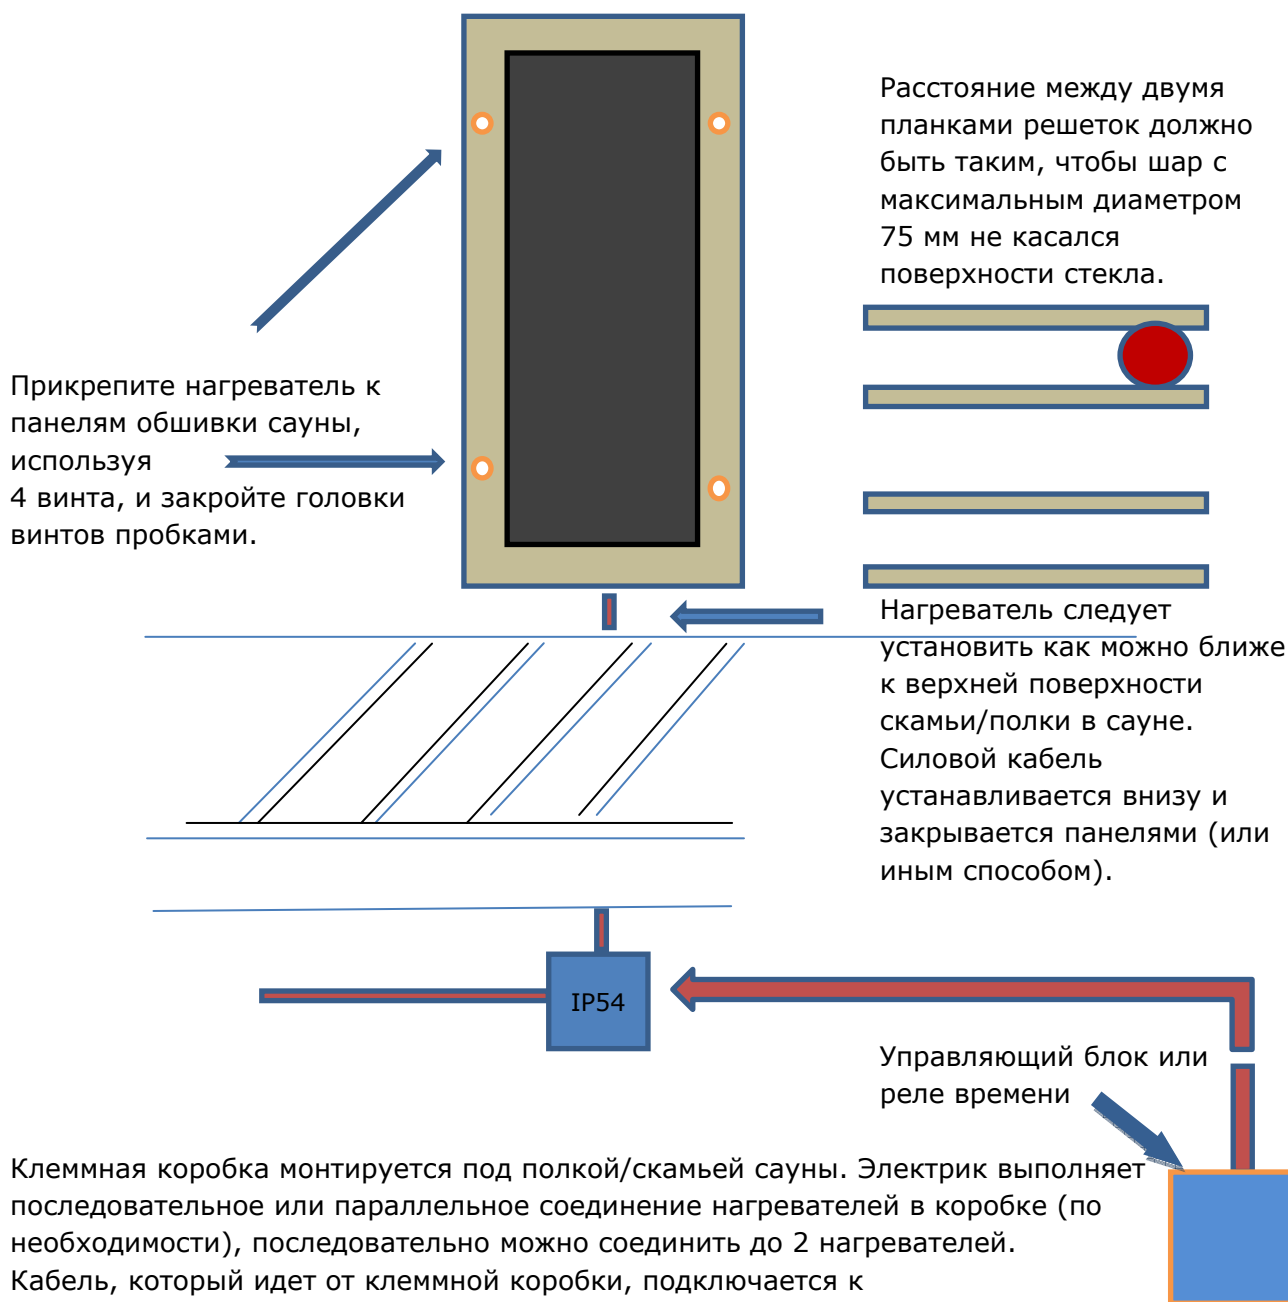 Расстояние между двумя
планками решеток должно
быть таким, чтобы шар с
максимальным диаметром
75 мм не касался
поверхности стекла.
Прикрепите нагреватель к
панелям обшивки сауны,
используя
4 винта, и закройте головки
винтов пробками.
Нагреватель следует
установить как можно ближе
к верхней поверхности
скамьи/полки в сауне.
Силовой кабель
устанавливается внизу и
закрывается панелями (или
иным способом).
IP54
Управляющий блок или
реле времени
Клеммная коробка монтируется под полкой/скамьей сауны. Электрик выполняет
последовательное или параллельное соединение нагревателей в коробке (по
необходимости), последовательно можно соединить до 2 нагревателей.
Кабель, который идет от клеммной коробки, подключается к